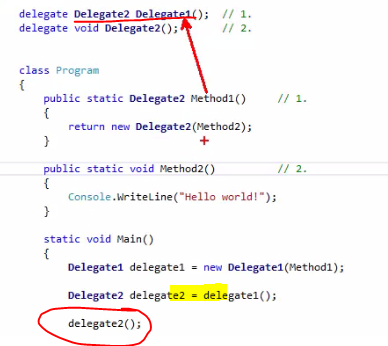 delegate Delegate2 Delegate1();  // 1.
delegate void Delegate2();       // 2.
class Program
{
    public static Delegate2 Method1()     // 1.
    {
        return new Delegate2(Method2);
    }
    public static void Method2()          // 2.
    {
        Console.WriteLine("Hello world!");
    }
    static void Main()
    {
        Delegate1 delegate1 = new Delegate1(Method1);
        Delegate2 delegate2 = delegate1();
        delegate2();